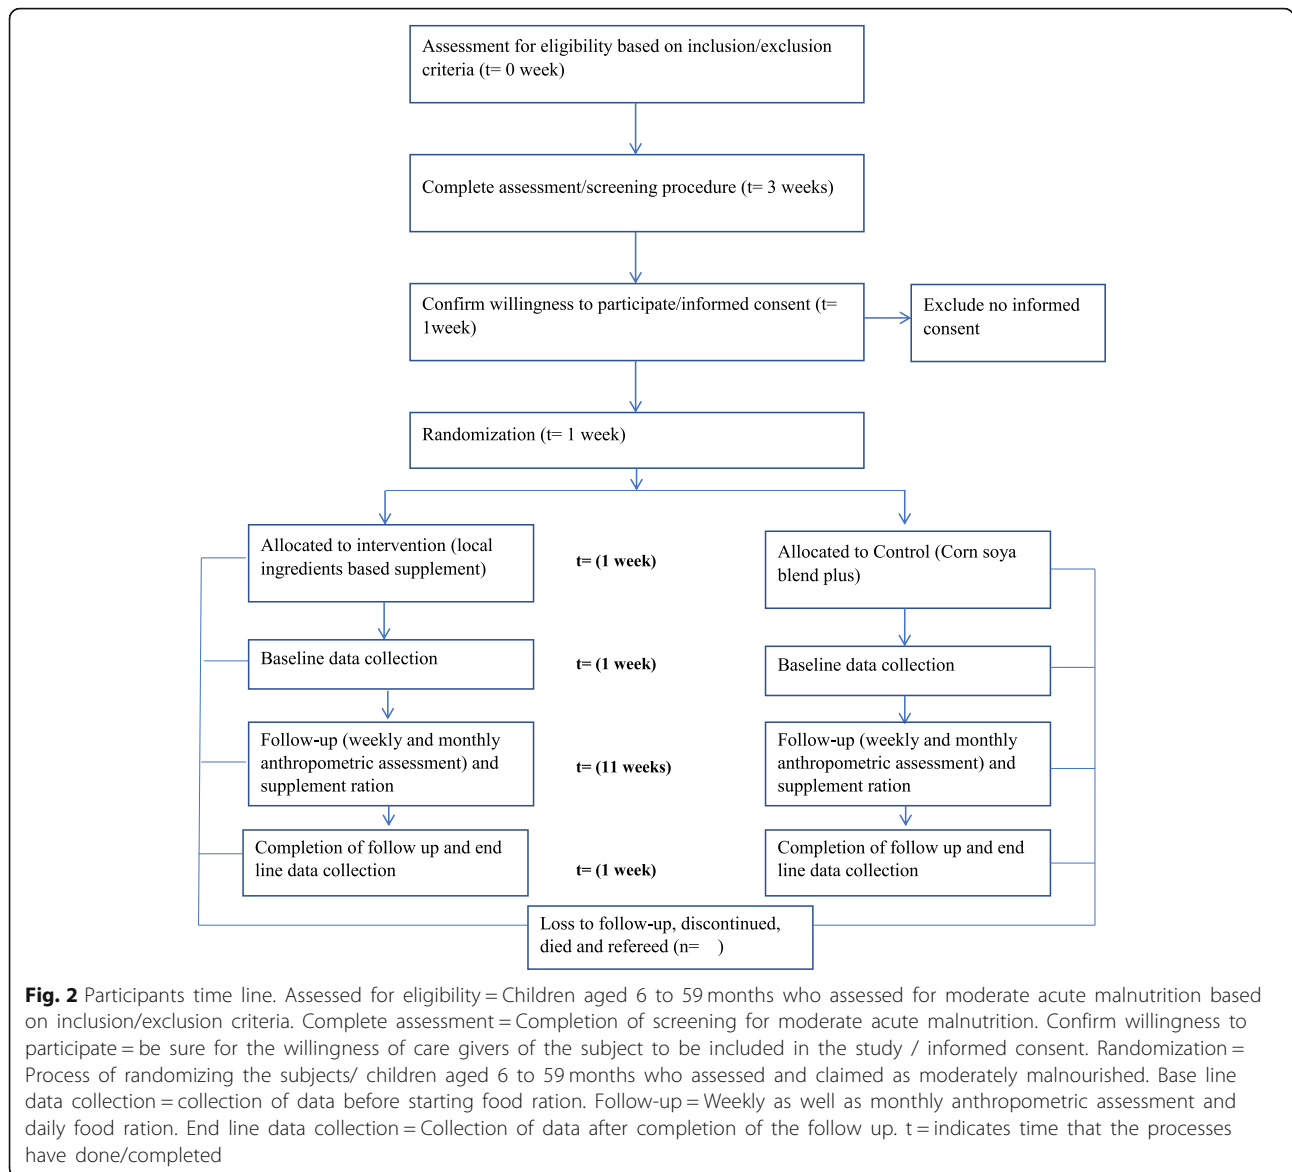 Assessment for eligibility based on inclusion/exclusion
criteria (t= 0 week)
Complete assessment/screening procedure (t= 3 weeks)
Confirm willingness to participate/informed consent (t=
1week)
Exclude no informed
consent
Randomization (t= 1 week)
Allocated to intervention (local
ingredients based supplement)
t= (1 week)
Allocated to Control (Corn soya
blend plus)
Baseline data collection
t= (1 week)
Baseline data collection
Follow-up (weekly and monthly
anthropometric assessment) and
supplement ration
t= (11 weeks)
Follow-up (weekly and monthly
anthropometric assessment) and
supplement ration
Completion of follow up and end
line data collection
t= (1 week)
Completion of follow up and end
line data collection
Loss to follow-up, discontinued,
died and refereed (n=    )
Fig. 2 Participants time line. Assessed for eligibility = Children aged 6 to 59 months who assessed for moderate acute malnutrition based
on inclusion/exclusion criteria. Complete assessment = Completion of screening for moderate acute malnutrition. Confirm willingness to
participate = be sure for the willingness of care givers of the subject to be included in the study / informed consent. Randomization =
Process of randomizing the subjects/ children aged 6 to 59 months who assessed and claimed as moderately malnourished. Base line
data collection = collection of data before starting food ration. Follow-up = Weekly as well as monthly anthropometric assessment and
daily food ration. End line data collection = Collection of data after completion of the follow up. t = indicates time that the processes
have done/completed